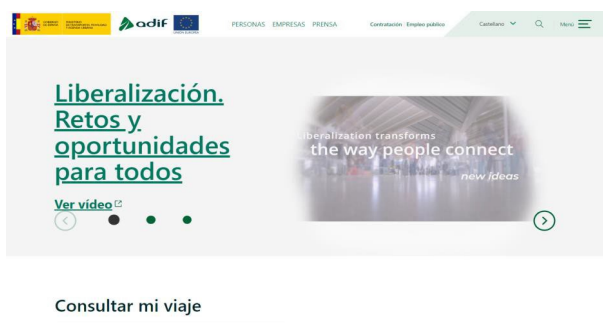 adif
PERSONAS EMPRESAS PRENSA
Contratación Empleo público
Castellano
Menú
Liberalización.
Retos y
oportunidades
para todos
Ver vídeo
liberalization transforms
the way people connect
new ideas
Consultar mi viaje